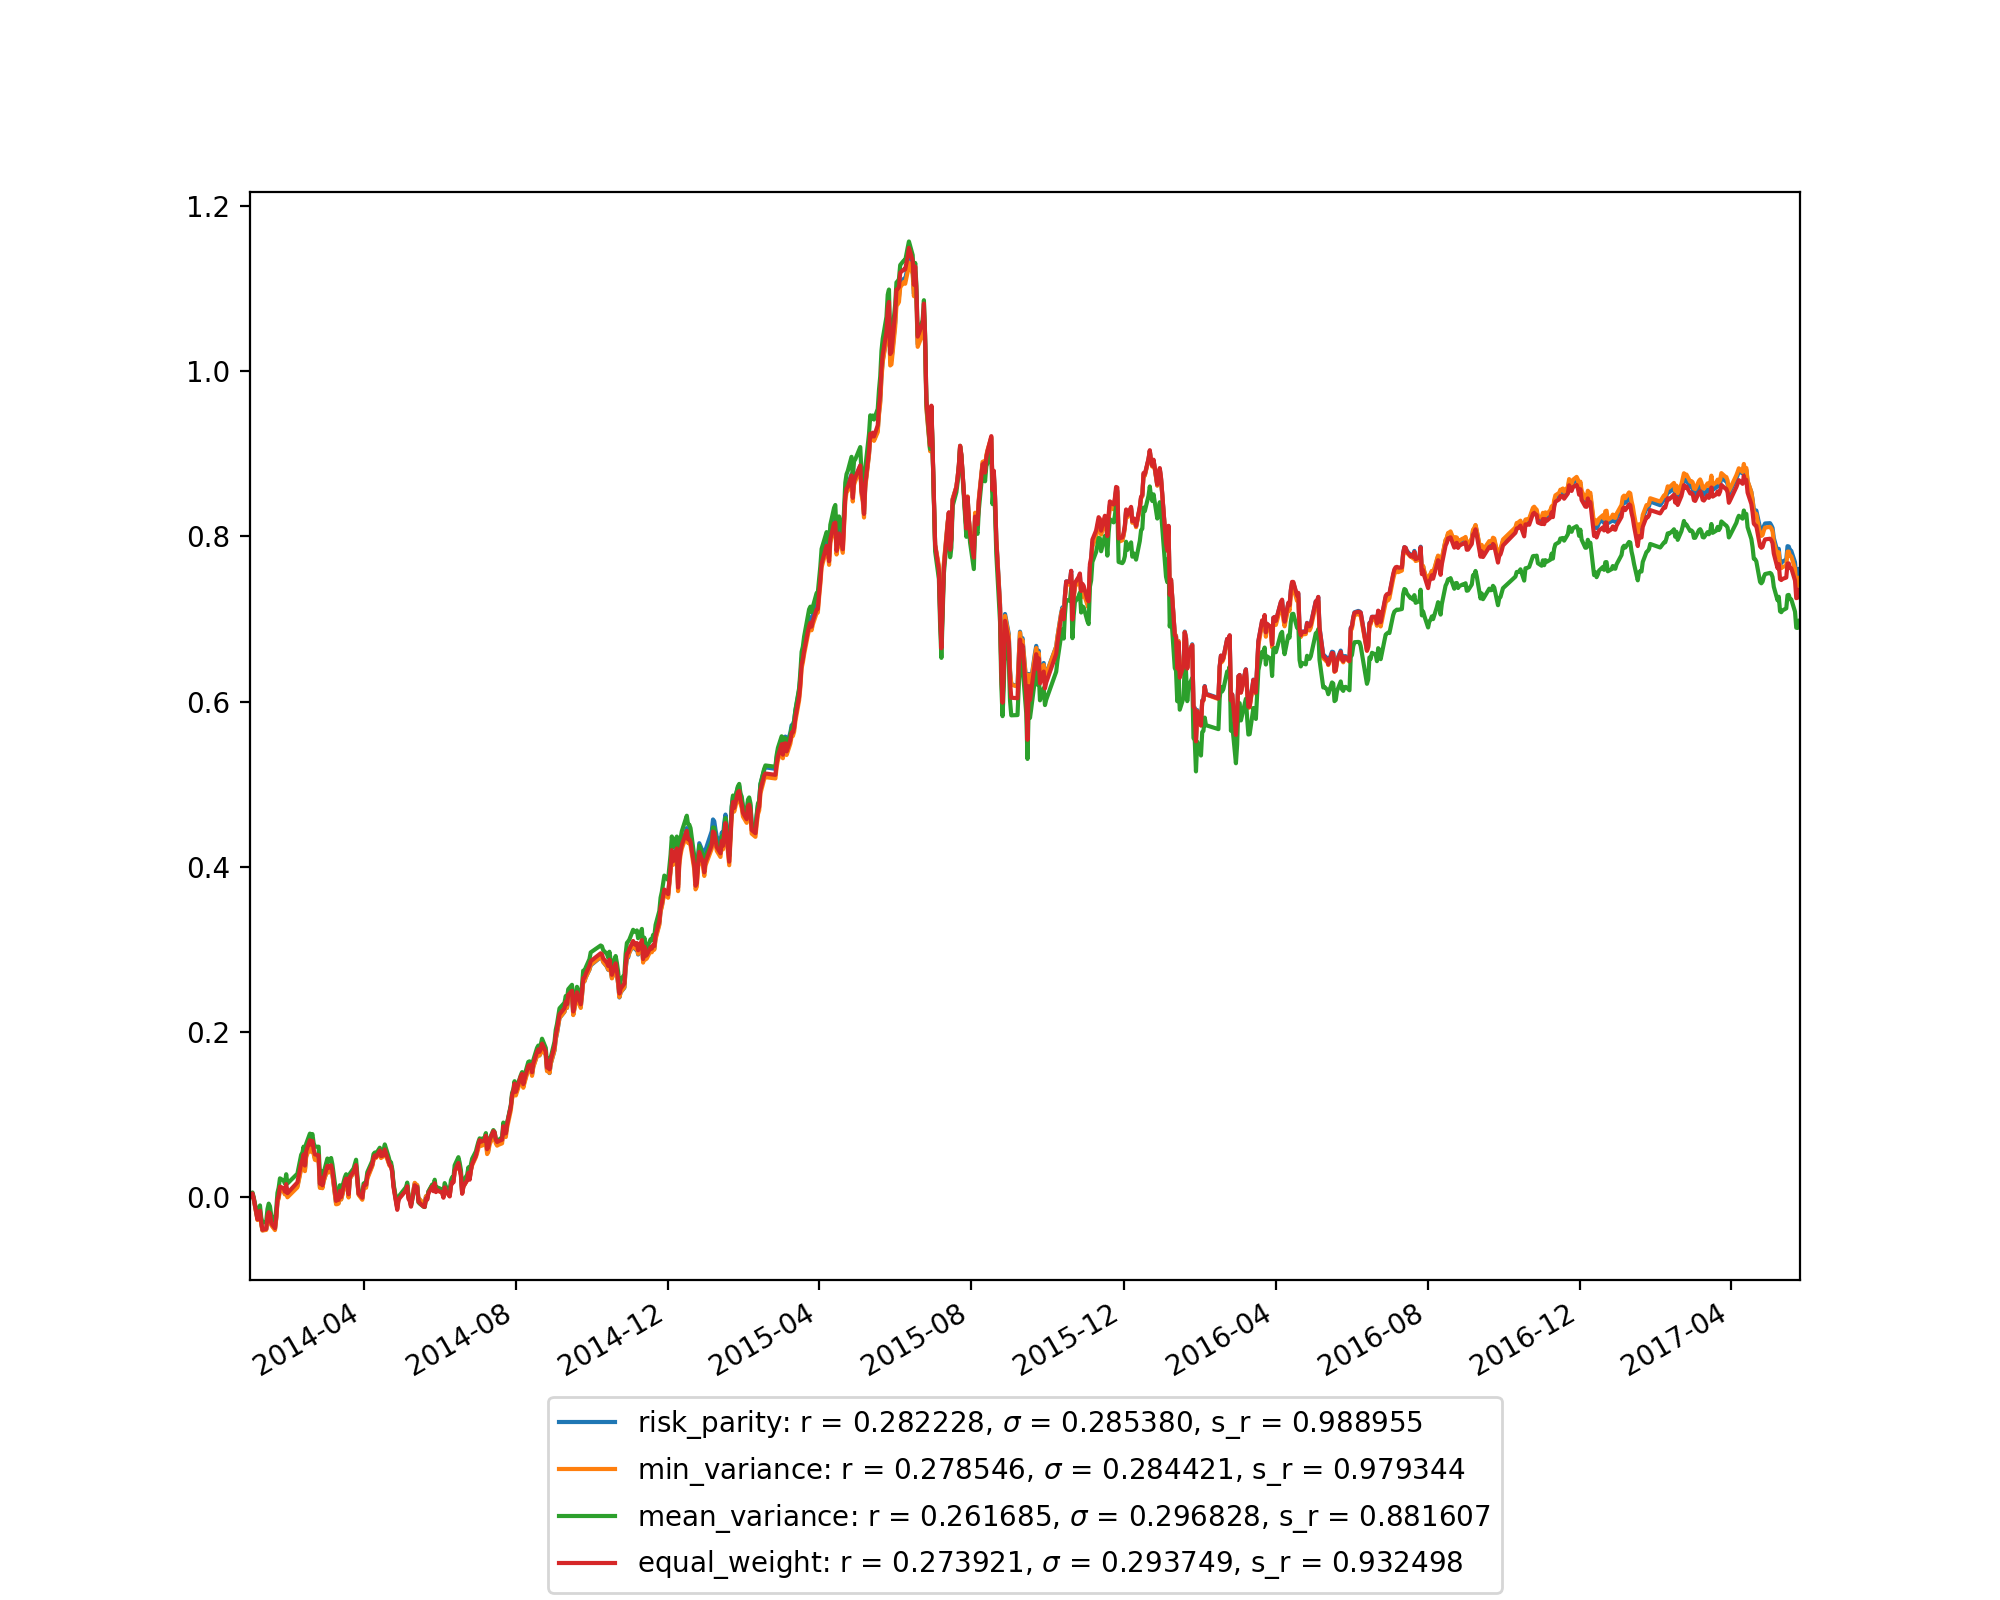 1.2
1.0
0.8
0.6
0.4
0.2
0.0
2014-04 2014-08 2014-12 2015-04 2015-08 2015-12 2016-04 2016-08 2016-12 2017-04
risk_parity: r = 0.282228, σ = 0.285380, s_r = 0.988955
min_variance: r = 0.278546, σ = 0.284421, s_r = 0.979344
mean_variance: r = 0.261685, σ = 0.296828, s_r = 0.881607
equal_weight: r = 0.273921, σ = 0.293749, s_r = 0.932498